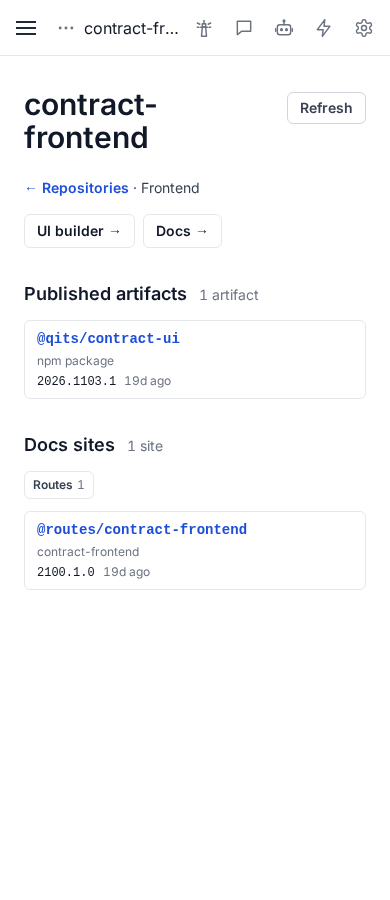 contract-fr...
contract-
frontend
Refresh
← Repositories · Frontend
UI builder →
Docs →
Published artifacts 1 artifact
@qits/contract-ui
npm package
2026.1103.1 19d ago
Docs sites 1 site
Routes 1
@routes/contract-frontend
contract-frontend
2100.1.0 19d ago